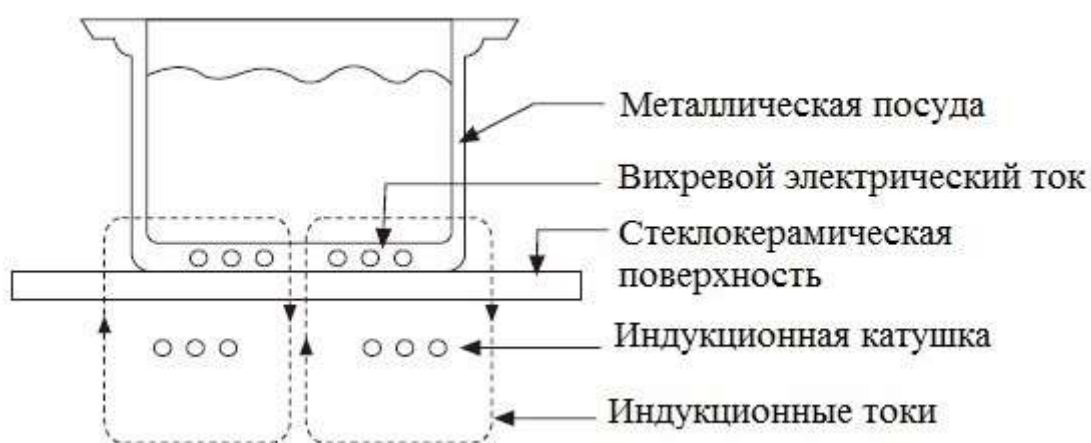 Металлическая посуда
Вихревой электрический ток
Стеклокерамическая
поверхность
Индукционная катушка
Индукционные токи